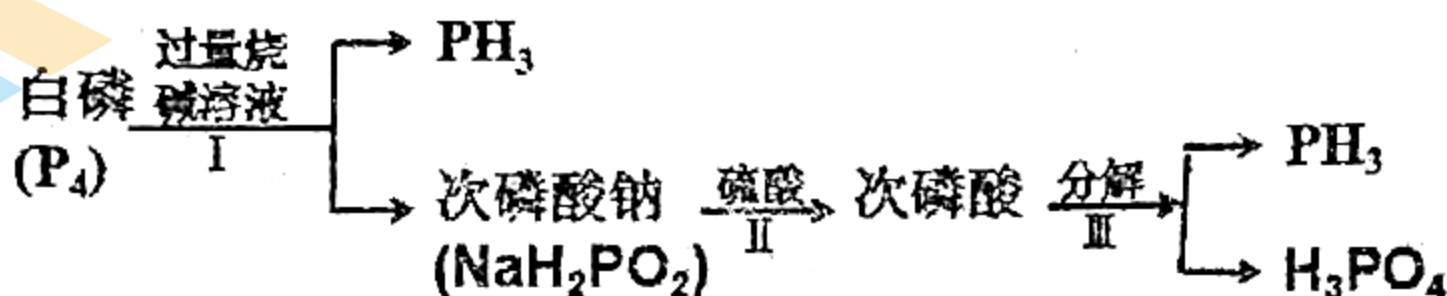 过量烧
碱溶液
白磷
(P₄)
I
PH₃
次磷酸钠
(NaH₂PO₂)
硫酸
II
次磷酸
分解
III
PH₃
H₃PO₄